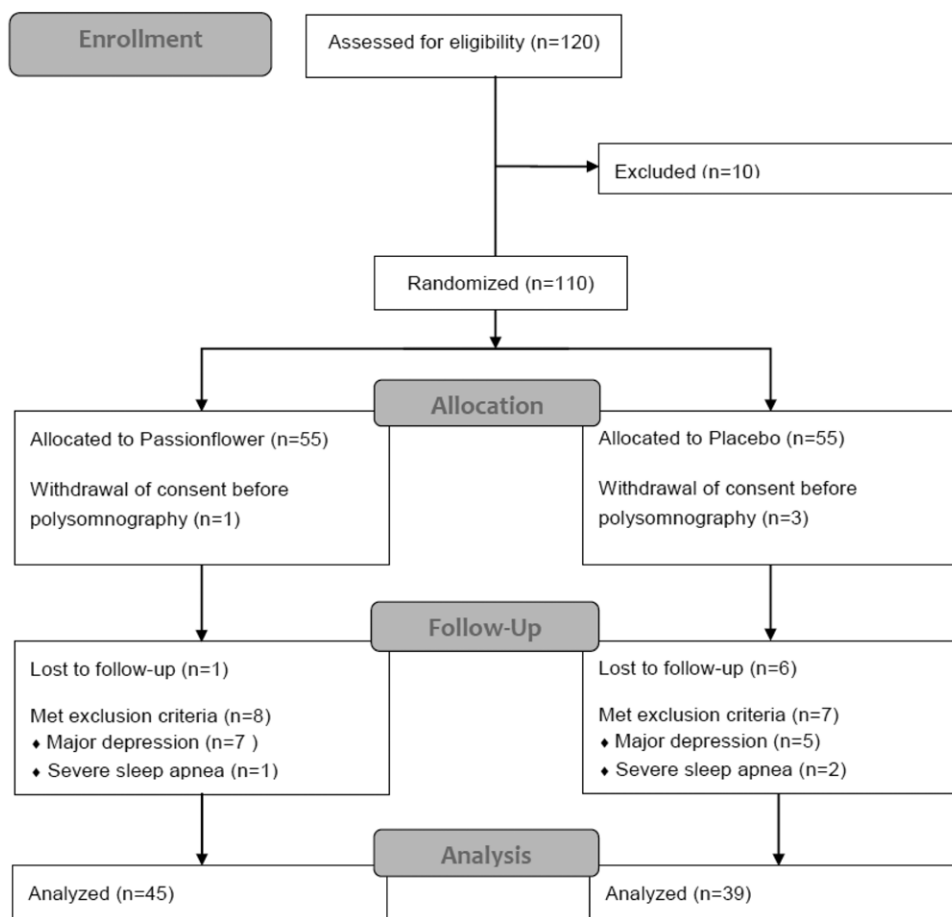 Enrollment
Assessed for eligibility (n=120)
Excluded (n=10)
Randomized (n=110)
Allocation
Allocated to Passionflower (n=55)
Withdrawal of consent before
polysomnography (n=1)
Allocated to Placebo (n=55)
Withdrawal of consent before
polysomnography (n=3)
Follow-Up
Lost to follow-up (n=1)
Met exclusion criteria (n=8)
♦ Major depression (n=7 )
♦ Severe sleep apnea (n=1)
Lost to follow-up (n=6)
Met exclusion criteria (n=7)
♦ Major depression (n=5)
♦ Severe sleep apnea (n=2)
Analysis
Analyzed (n=45)
Analyzed (n=39)